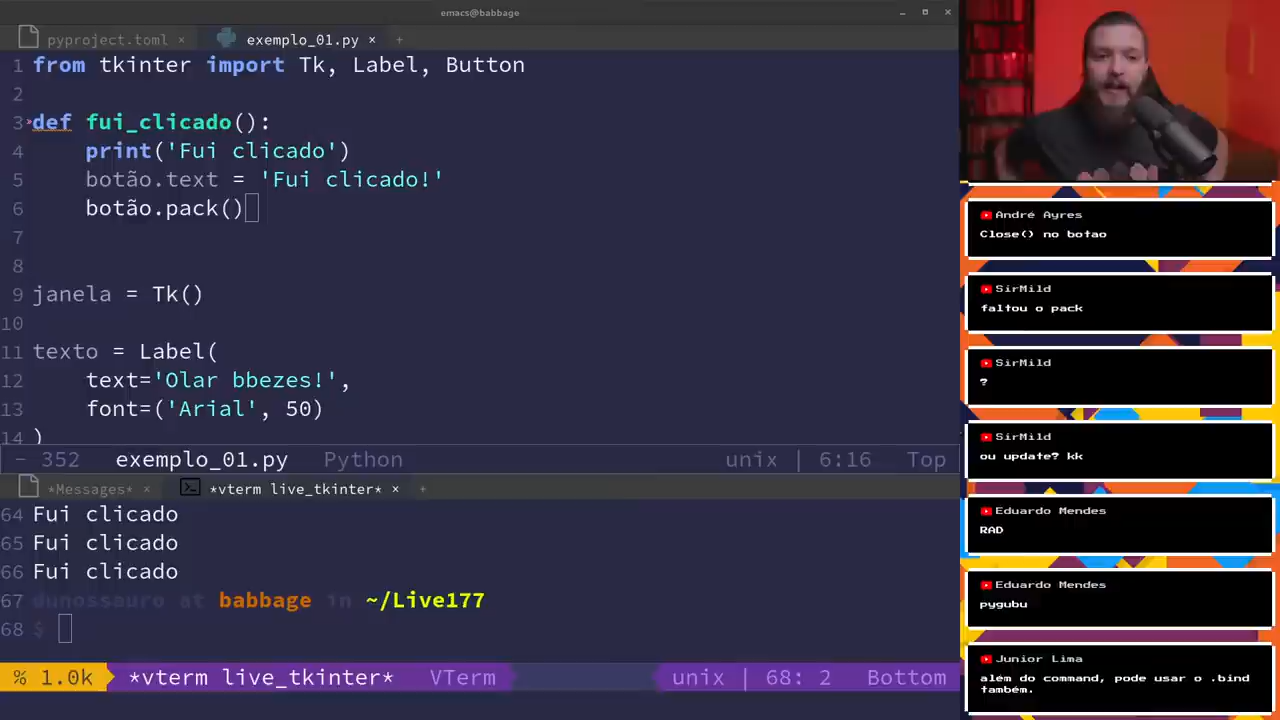 emacs@babbage
pyproject.toml × exemplo_01.py × +
1 from tkinter import Tk, Label, Button
2
3 def fui_clicado():
4 print('Fui clicado')
5 botão.text = 'Fui clicado!'
6 botão.pack()
7
8
9 janela = Tk()
10
11 texto = Label(
12 text='Olar bbezes!',
13 font=('Arial', 50)
14 )
- 352 exemplo_01.py Python unix | 6:16 Top
*Messages* × *vterm live_tkinter* × +
64 Fui clicado
65 Fui clicado
66 Fui clicado
67 dunossauro at babbage in ~/Live177
68 $
% 1.0k *vterm live_tkinter* VTerm unix | 68: 2 Bottom
André Ayres
Close() no botao
SirMild
faltou o pack
SirMild
?
SirMild
ou update? kk
Eduardo Mendes
RAD
Eduardo Mendes
pygubu
Junior Lima
além do command, pode usar o .bind
também.